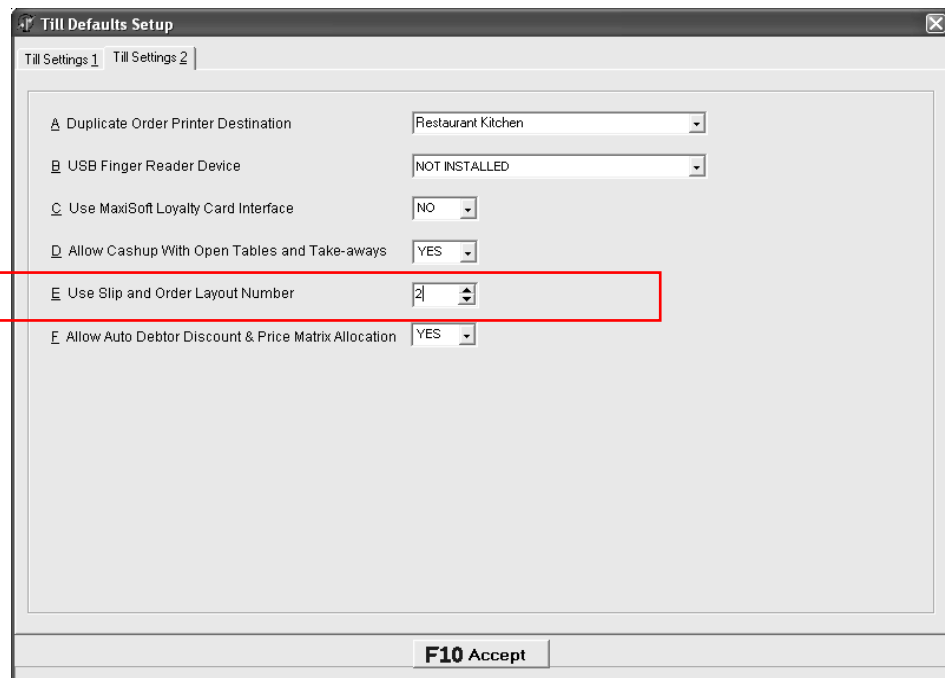 Till Defaults Setup
Till Settings 1 Till Settings 2
A Duplicate Order Printer Destination Restaurant Kitchen
B USB Finger Reader Device NOT INSTALLED
C Use MaxiSoft Loyalty Card Interface NO
D Allow Cashup With Open Tables and Take-aways YES
E Use Slip and Order Layout Number 2
F Allow Auto Debtor Discount & Price Matrix Allocation YES
F10 Accept